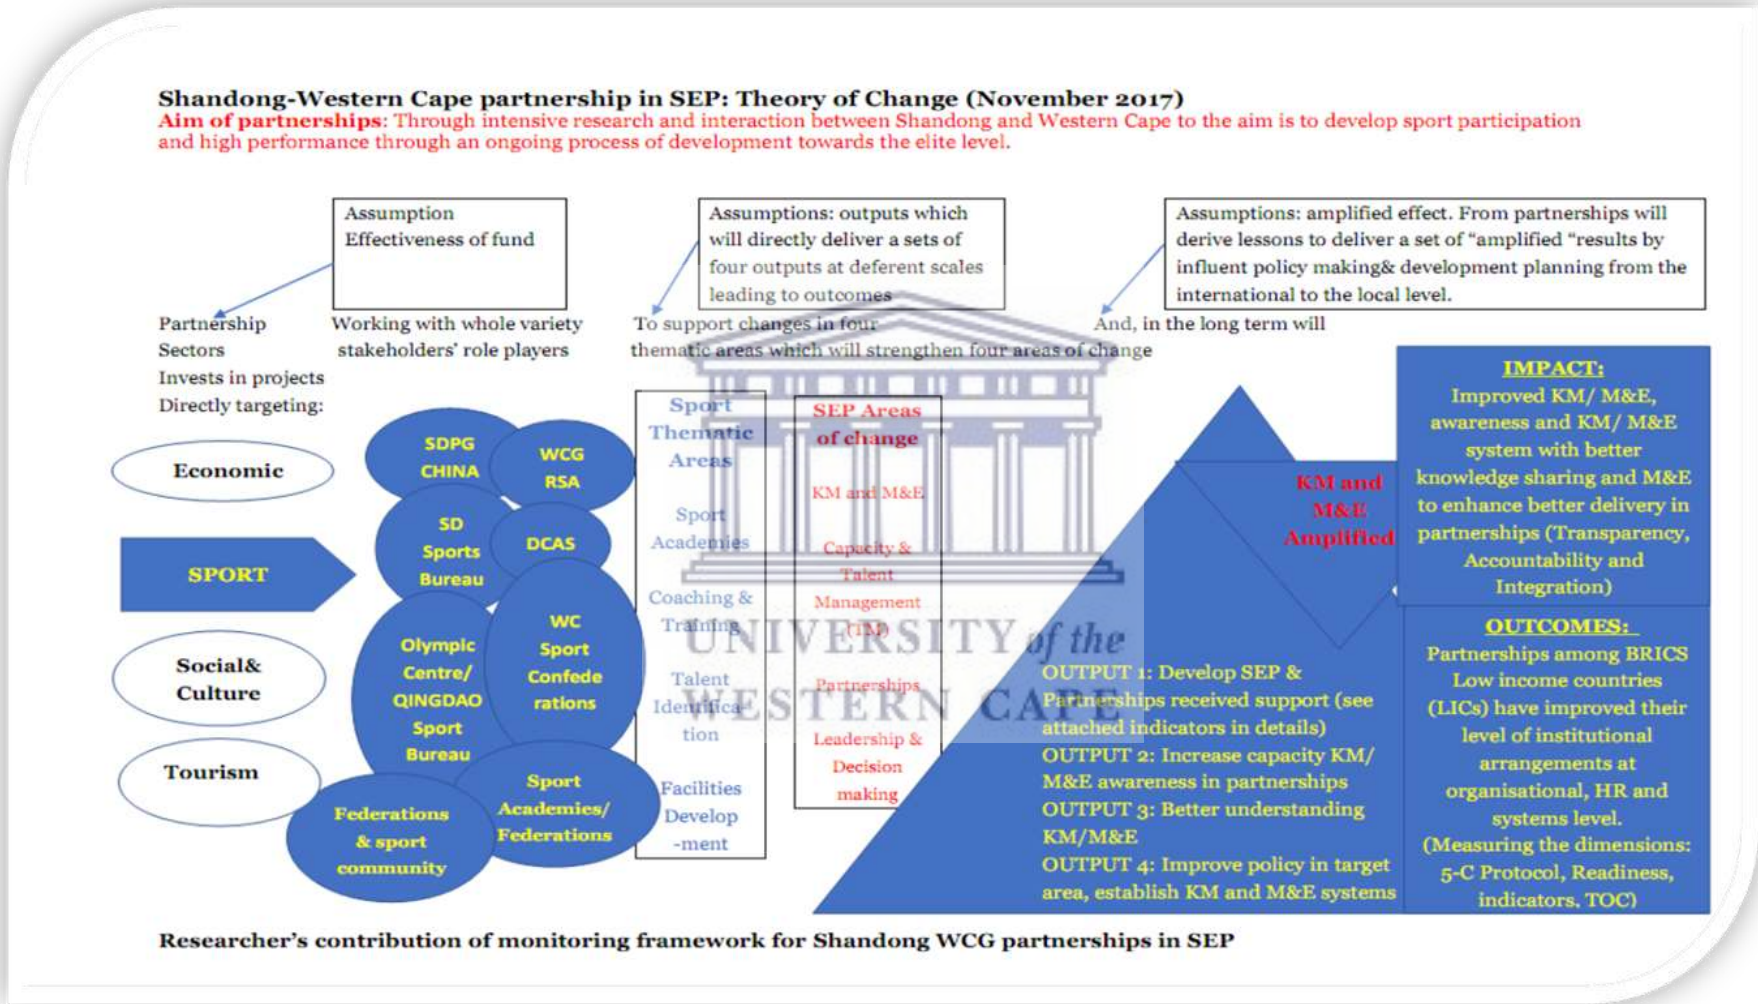 Shandong-Western Cape partnership in SEP: Theory of Change (November 2017)
Aim of partnerships: Through intensive research and interaction between Shandong and Western Cape to the aim is to develop sport participation
and high performance through an ongoing process of development towards the elite level.
Assumption
Effectiveness of fund
Assumptions: outputs which
will directly deliver a sets of
four outputs at deferent scales
leading to outcomes
Assumptions: amplified effect. From partnerships will
derive lessons to deliver a set of “amplified “results by
influent policy making& development planning from the
international to the local level.
Partnership
Sectors
Invests in projects
Directly targeting:
Working with whole variety
stakeholders’ role players
To support changes in four
thematic areas which will strengthen four areas of change
And, in the long term will
Economic
SPORT
Social&
Culture
Tourism
SDPG
CHINA
WCG
RSA
SD
Sports
Bureau
DCAS
Olympic
Centre/
QINGDAO
Sport
Bureau
WC
Sport
Confede
rations
Federations
& sport
community
Sport
Academies/
Federations
Sport
Thematic
Areas
Sport
Academies
Coaching &
Training
Talent
Identifica-
tion
Facilities
Develop
-ment
SEP Areas
of change
KM and M&E
Capacity &
Talent
Management
(TM)
Partnerships
Leadership &
Decision
making
UNIVERSITY of the
WESTERN CAPE
KM and
M&E
Amplified
OUTPUT 1: Develop SEP &
Partnerships received support (see
attached indicators in details)
OUTPUT 2: Increase capacity KM/
M&E awareness in partnerships
OUTPUT 3: Better understanding
KM/M&E
OUTPUT 4: Improve policy in target
area, establish KM and M&E systems
IMPACT:
Improved KM/ M&E,
awareness and KM/ M&E
system with better
knowledge sharing and M&E
to enhance better delivery in
partnerships (Transparency,
Accountability and
Integration)
OUTCOMES:
Partnerships among BRICS
Low income countries
(LICs) have improved their
level of institutional
arrangements at
organisational, HR and
systems level.
(Measuring the dimensions:
5-C Protocol, Readiness,
indicators, TOC)
Researcher’s contribution of monitoring framework for Shandong WCG partnerships in SEP